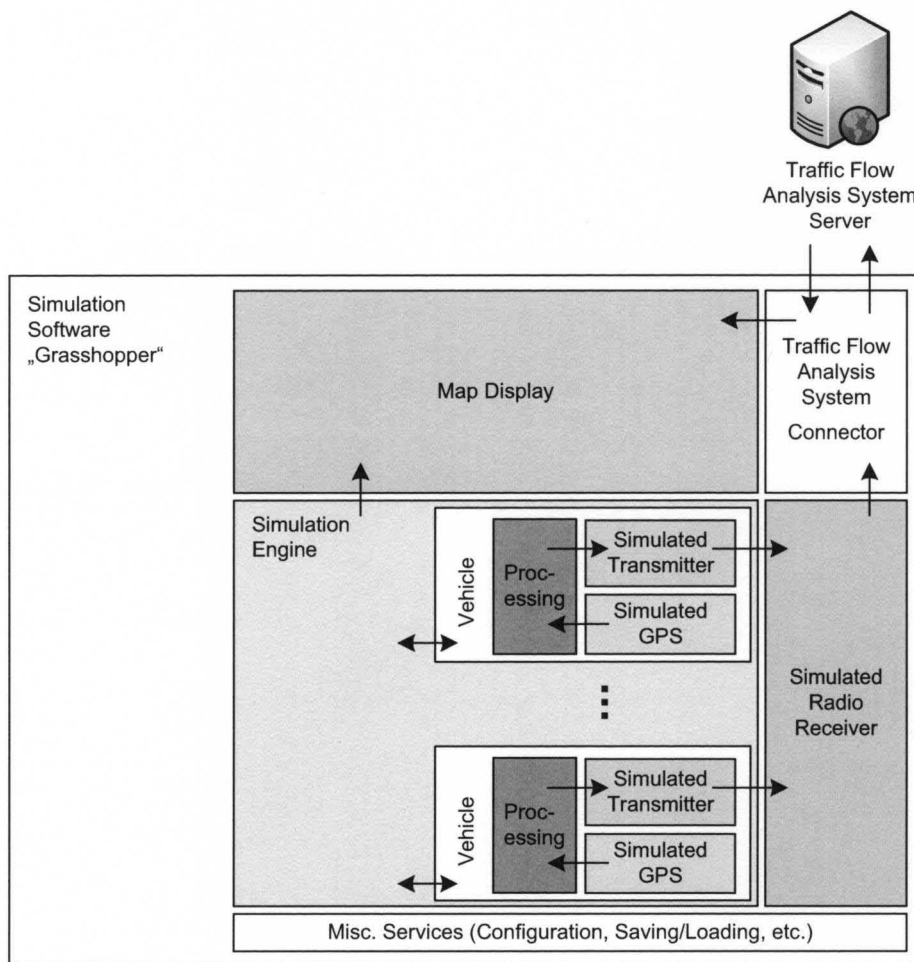 Traffic Flow
Analysis System
Server
Simulation
Software
„Grasshopper“
Map Display
Traffic Flow
Analysis
System
Connector
Simulation
Engine
Vehicle
Proc-
essing
Simulated
Transmitter
Simulated
GPS
Simulated
Radio
Receiver
Vehicle
Proc-
essing
Simulated
Transmitter
Simulated
GPS
Misc. Services (Configuration, Saving/Loading, etc.)